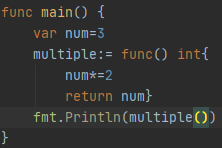 func main() {
    var num=3
    multiple:= func() int{
        num*=2
        return num}
    fmt.Println(multiple())
}